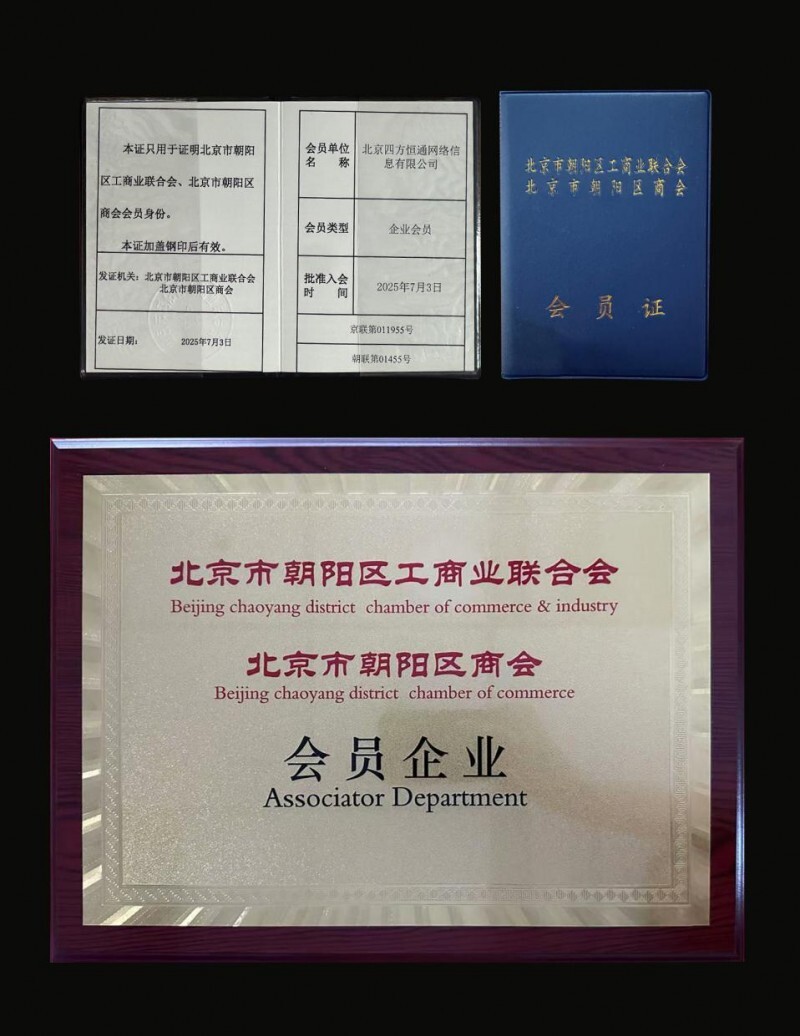 本证只用于证明北京市朝阳
区工商业联合会、北京市朝阳区
商会会员身份。
本证加盖钢印后有效。
发证机关：北京市朝阳区工商业联合会
北京市朝阳区商会
发证日期： 2025年7月3日
会员单位
名 称
北京四方恒通网络信
息有限公司
会员类型 企业会员
批准入会
时 间
2025年7月3日
京联第011955号
朝联第01455号
北京市朝阳区工商业联合会
北京市朝阳区商会
会员证
北京市朝阳区工商业联合会
Beijing chaoyang district chamber of commerce & industry
北京市朝阳区商会
Beijing chaoyang district chamber of commerce
会员企业
Associator Department